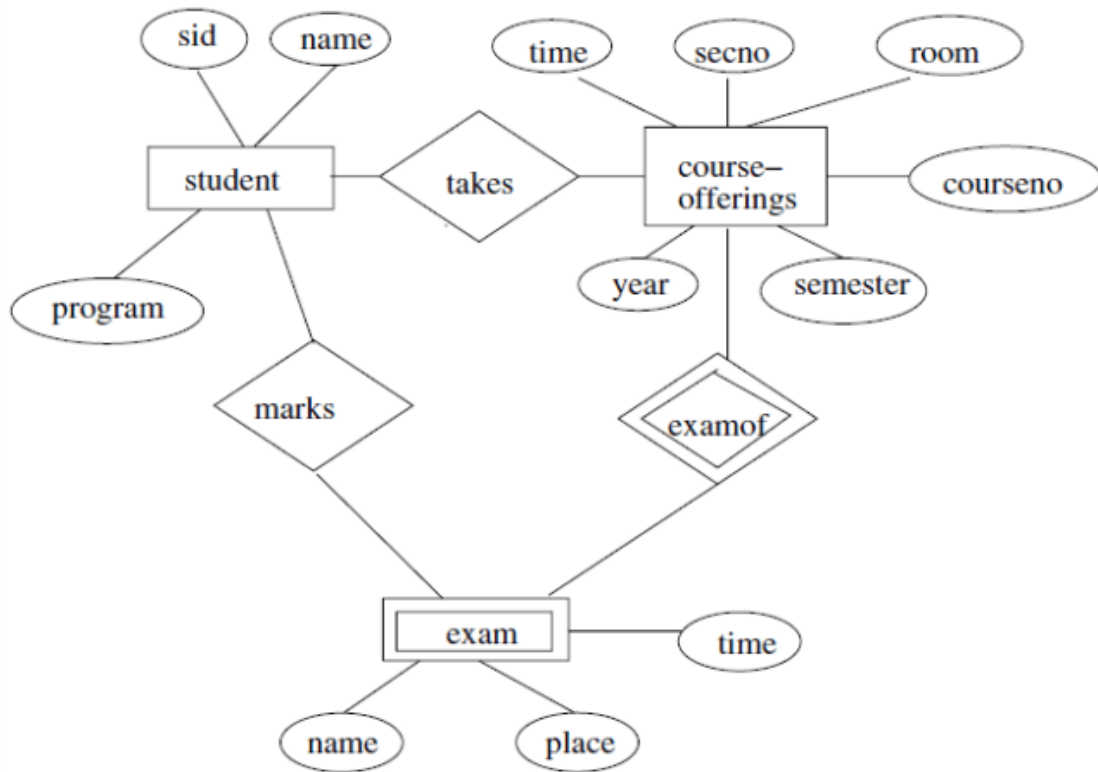 sid
name
time
secno
room
student
takes
course–
offerings
courseno
program
year
semester
marks
examof
exam
time
name
place